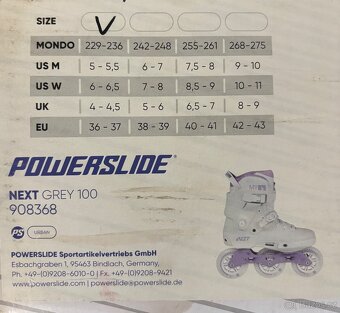 SIZE
MONDO 229-236 242-248 255-261 268-275
US M 5 - 5,5 6 - 7 7,5 - 8 9 - 10
US W 6 - 6,5 7 - 8 8,5 - 9 10 - 11
UK 4 - 4,5 5 - 6 6,5 - 7 8 - 9
EU 36 - 37 38 - 39 40 - 41 42 - 43
POWERSLIDE®
NEXT GREY 100
908368
PS URBAN
POWERSLIDE Sportartikelvertriebs GmbH
Esbachgraben 1, 95463 Bindlach, Germany,
Ph. +49-(0)9208-6010-0 / Fh. +49-(0)9208-9421
www.powerslide.com / www.powerslide.de
NEXT